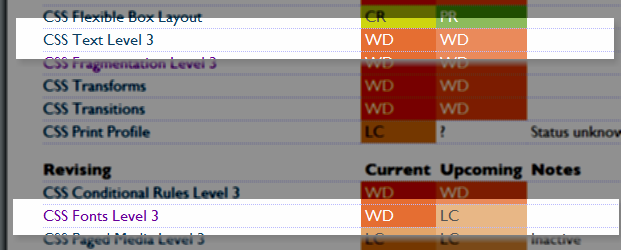 CSS Flexible Box Layout CR PR
CSS Text Level 3 WD WD
CSS Fragmentation Level 3 WD WD
CSS Transforms WD WD
CSS Transitions WD WD
CSS Print Profile LC ? Status unknow
Revising Current Upcoming Notes
CSS Conditional Rules Level 3 WD WD
CSS Fonts Level 3 WD LC
CSS Paged Media Level 3 LC LC Inactive